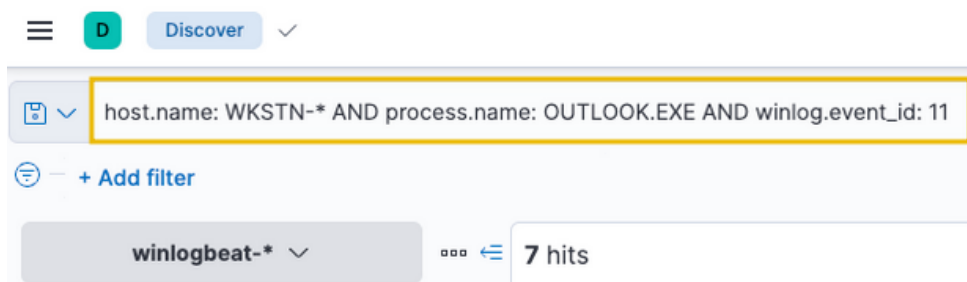 D Discover
host.name: WKSTN-* AND process.name: OUTLOOK.EXE AND winlog.event_id: 11
+ Add filter
winlogbeat-* 7 hits